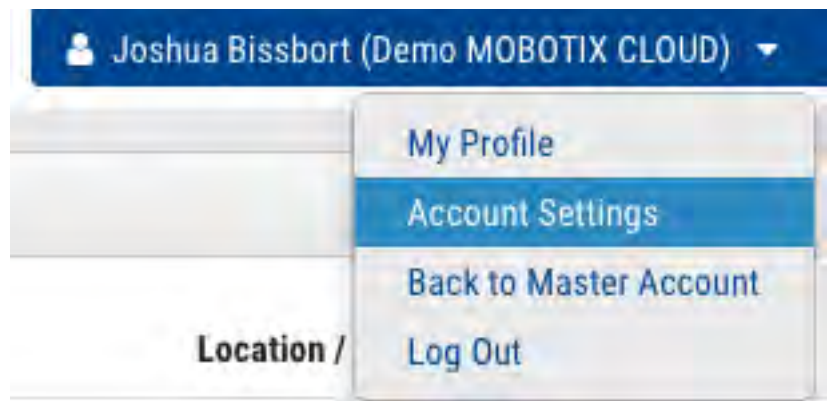 Joshua Bissbort (Demo MOBOTIX CLOUD)
My Profile
Account Settings
Back to Master Account
Location /
Log Out